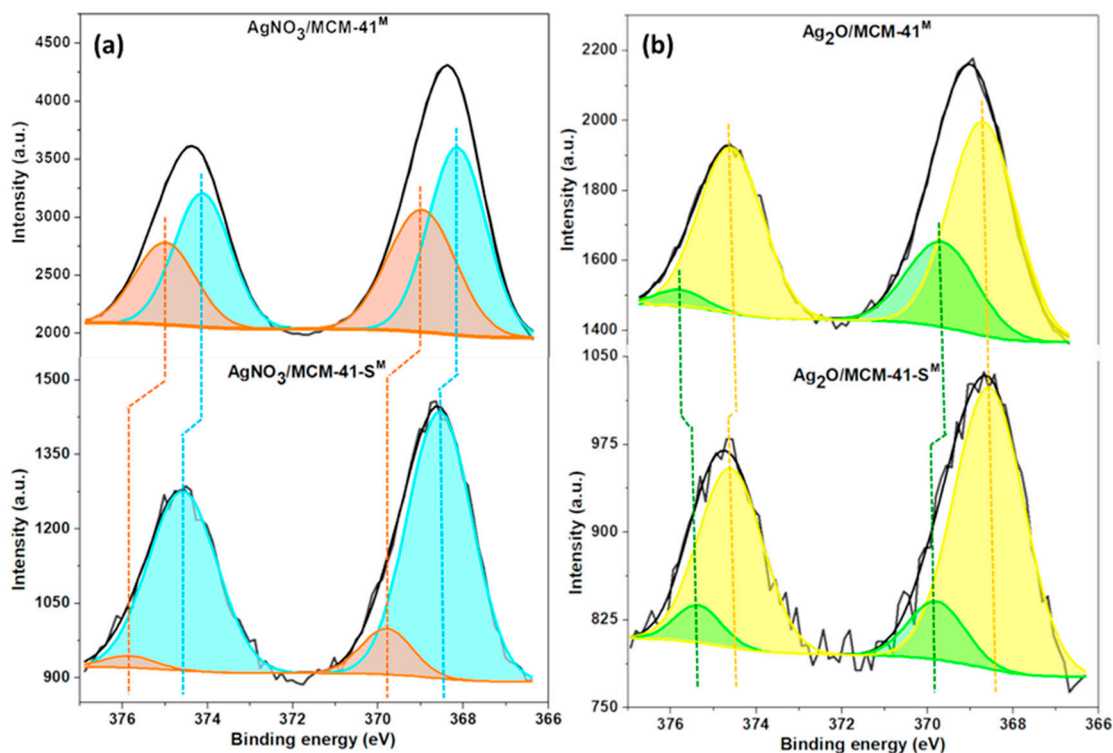 (a)
AgNO₃/MCM-41ᴹ
Intensity (a.u.)
4500
4000
3500
3000
2500
2000
AgNO₃/MCM-41-Sᴹ
Intensity (a.u.)
1500
1350
1200
1050
900
376
374
372
370
368
366
Binding energy (eV)
(b)
Ag₂O/MCM-41ᴹ
Intensity (a.u.)
2200
2000
1800
1600
1400
Ag₂O/MCM-41-Sᴹ
Intensity (a.u.)
1050
975
900
825
750
376
374
372
370
368
366
Binding energy (eV)